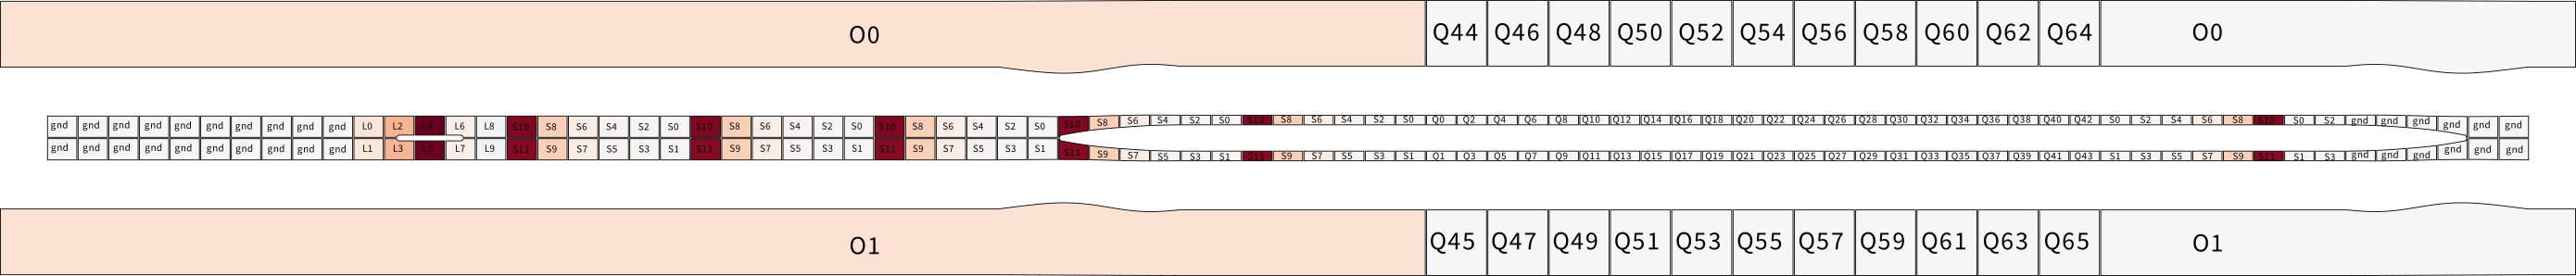 O0 Q44 Q46 Q48 Q50 Q52 Q54 Q56 Q58 Q60 Q62 Q64 O0
gnd gnd gnd gnd gnd gnd gnd gnd gnd gnd L0 L2 L4 L6 L8 S10 S8 S6 S4 S2 S0 S10 S8 S6 S4 S2 S0 S10 S8 S6 S4 S2 S0 S10 S8 S6 S4 S2 S0 S10 S8 S6 S4 S2 S0 Q0 Q2 Q4 Q6 Q8 Q10 Q12 Q14 Q16 Q18 Q20 Q22 Q24 Q26 Q28 Q30 Q32 Q34 Q36 Q38 Q40 Q42 S0 S2 S4 S6 S8 S10 S0 S2 gnd gnd gnd gnd gnd gnd
gnd gnd gnd gnd gnd gnd gnd gnd gnd gnd L1 L3 L5 L7 L9 S11 S9 S7 S5 S3 S1 S11 S9 S7 S5 S3 S1 S11 S9 S7 S5 S3 S1 S11 S9 S7 S5 S3 S1 S11 S9 S7 S5 S3 S1 Q1 Q3 Q5 Q7 Q9 Q11 Q13 Q15 Q17 Q19 Q21 Q23 Q25 Q27 Q29 Q31 Q33 Q35 Q37 Q39 Q41 Q43 S1 S3 S5 S7 S9 S11 S1 S3 gnd gnd gnd gnd gnd gnd
O1 Q45 Q47 Q49 Q51 Q53 Q55 Q57 Q59 Q61 Q63 Q65 O1